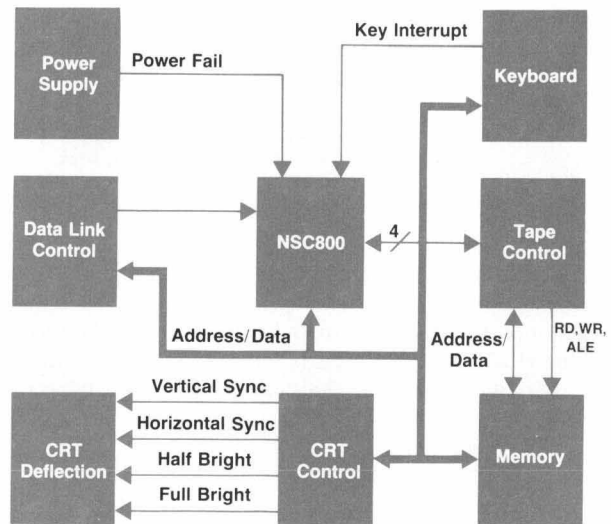 Key Interrupt
Power
Supply
Power Fail
Keyboard
Data Link
Control
NSC800
4
Tape
Control
Address/Data
Address/
Data
RD,WR,
ALE
Vertical Sync
Horizontal Sync
Half Bright
Full Bright
CRT
Deflection
CRT
Control
Memory